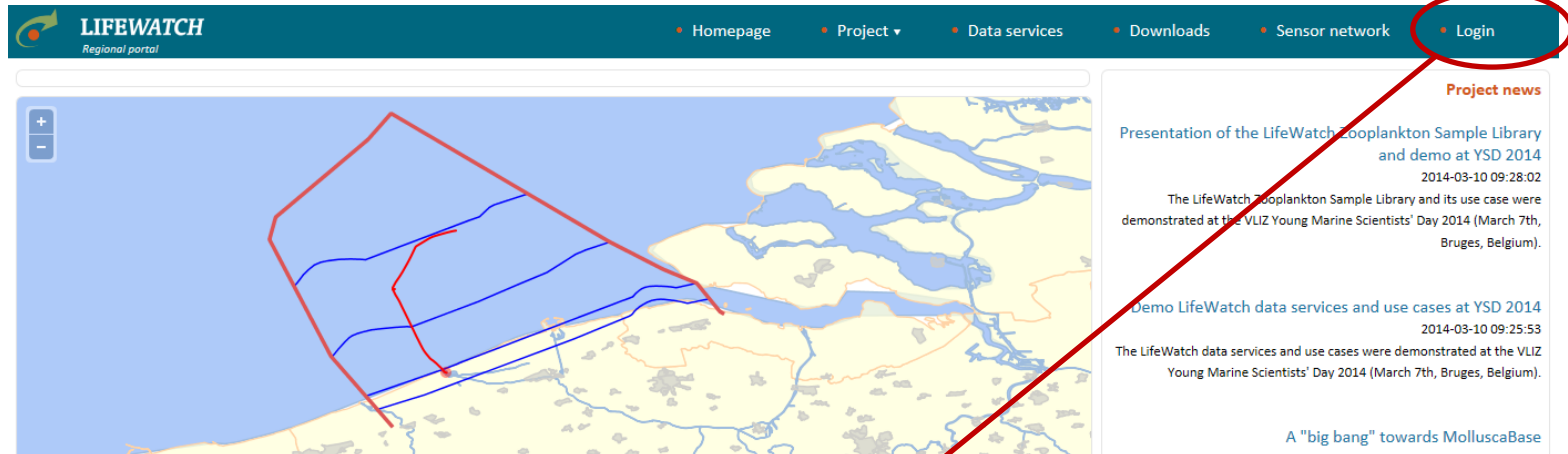 LIFEWATCH
Regional portal
Homepage
Project ▾
Data services
Downloads
Sensor network
Login
+
−
Project news
Presentation of the LifeWatch Zooplankton Sample Library
and demo at YSD 2014
2014-03-10 09:28:02
The LifeWatch Zooplankton Sample Library and its use case were
demonstrated at the VLIZ Young Marine Scientists' Day 2014 (March 7th,
Bruges, Belgium).
Demo LifeWatch data services and use cases at YSD 2014
2014-03-10 09:25:53
The LifeWatch data services and use cases were demonstrated at the VLIZ
Young Marine Scientists' Day 2014 (March 7th, Bruges, Belgium).
A "big bang" towards MolluscaBase